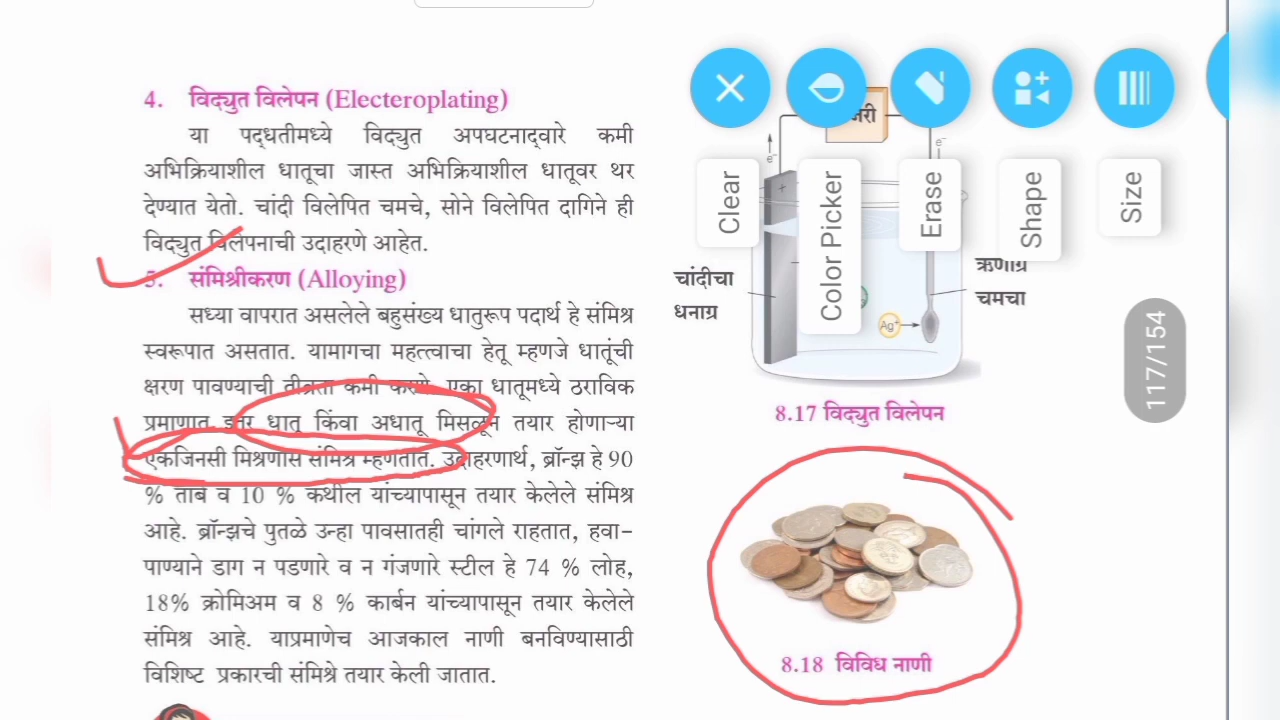 4. विद्युत विलेपन (Electeroplating)
या पद्धतीमध्ये विद्युत अपघटनाद्वारे कमी
अभिक्रियाशील धातूचा जास्त अभिक्रियाशील धातूवर थर
देण्यात येतो. चांदी विलेपित चमचे, सोने विलेपित दागिने ही
विद्युत विलेपनाची उदाहरणे आहेत.
5. संमिश्रीकरण (Alloying)
सध्या वापरात असलेले बहुसंख्य धातुरूप पदार्थ हे संमिश्र
स्वरूपात असतात. यामागचा महत्त्वाचा हेतू म्हणजे धातूंची
क्षरण पावण्याची तीव्रता कमी करणे. एका धातूमध्ये ठराविक
प्रमाणात इतर धातू किंवा अधातू मिसळून तयार होणाऱ्या
एकजिनसी मिश्रणास संमिश्र म्हणतात. उदाहरणार्थ, ब्रॉन्झ हे 90
% तांबे व 10 % कथील यांच्यापासून तयार केलेले संमिश्र
आहे. ब्रॉन्झचे पुतळे उन्हा पावसातही चांगले राहतात, हवा-
पाण्याने डाग न पडणारे व न गंजणारे स्टील हे 74 % लोह,
18% क्रोमिअम व 8 % कार्बन यांच्यापासून तयार केलेले
संमिश्र आहे. याप्रमाणेच आजकाल नाणी बनविण्यासाठी
विशिष्ट प्रकारची संमिश्रे तयार केली जातात.
Clear
Color Picker
Erase
Shape
Size
e⁻
e⁻
+
चांदीचा
धनाग्र
ऋणाग्र
चमचा
Ag⁺
8.17 विद्युत विलेपन
8.18 विविध नाणी
117/154